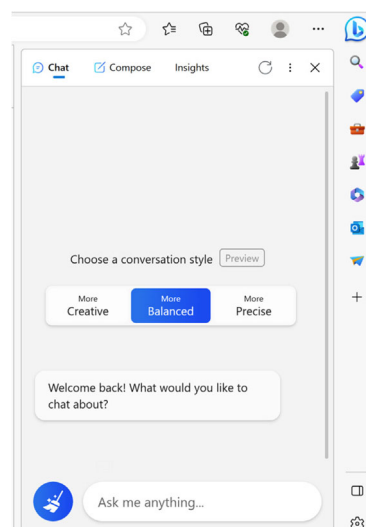 Chat Compose Insights
Choose a conversation style Preview
More
Creative
More
Balanced
More
Precise
Welcome back! What would you like to
chat about?
Ask me anything...